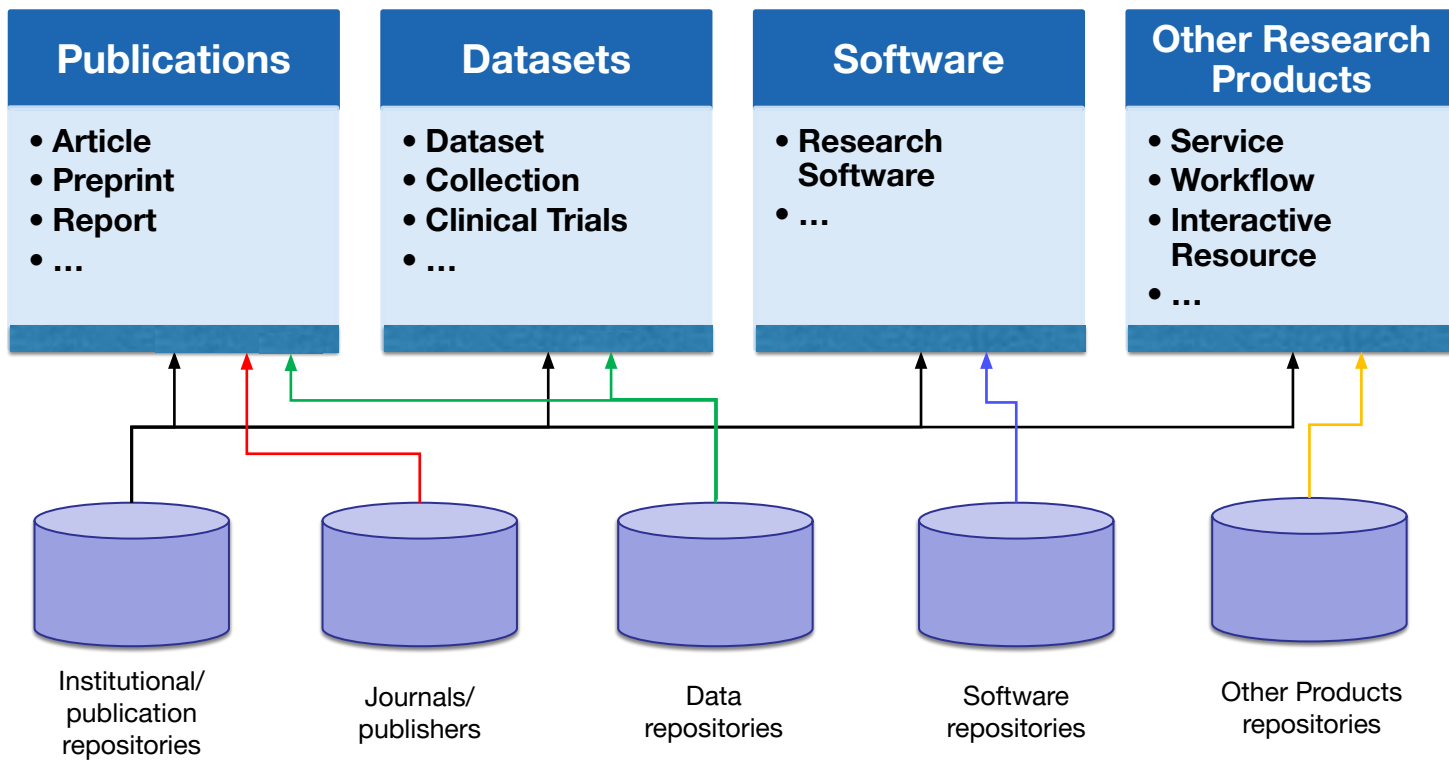 Publications
• Article
• Preprint
• Report
• ...
Datasets
• Dataset
• Collection
• Clinical Trials
• ...
Software
• Research
Software
• ...
Other Research
Products
• Service
• Workflow
• Interactive
Resource
• ...
Institutional/
publication
repositories
Journals/
publishers
Data
repositories
Software
repositories
Other Products
repositories